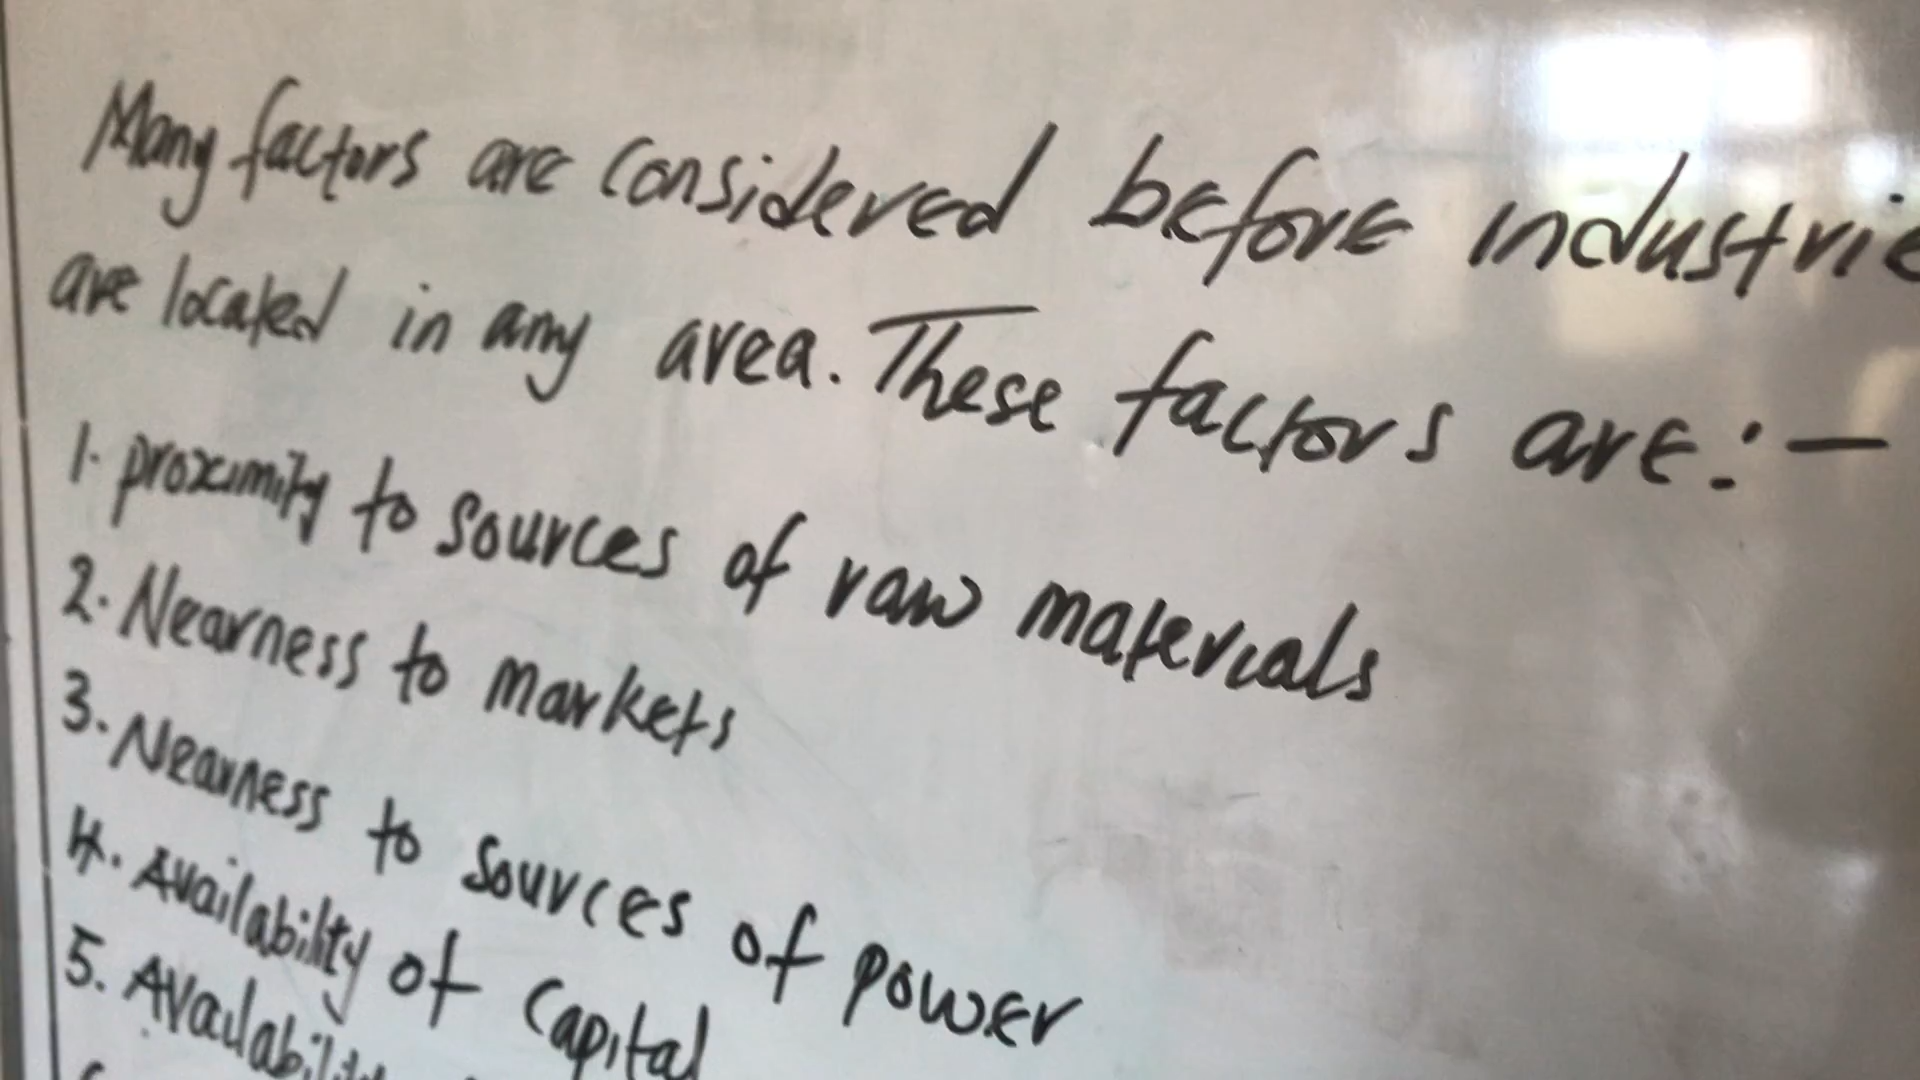 Many factors are considered before industrie
are located in any area. These factors are:-
1. proximity to sources of raw materials
2. Nearness to markets
3. Nearness to sources of power
4. Availability of capital
5. Availability